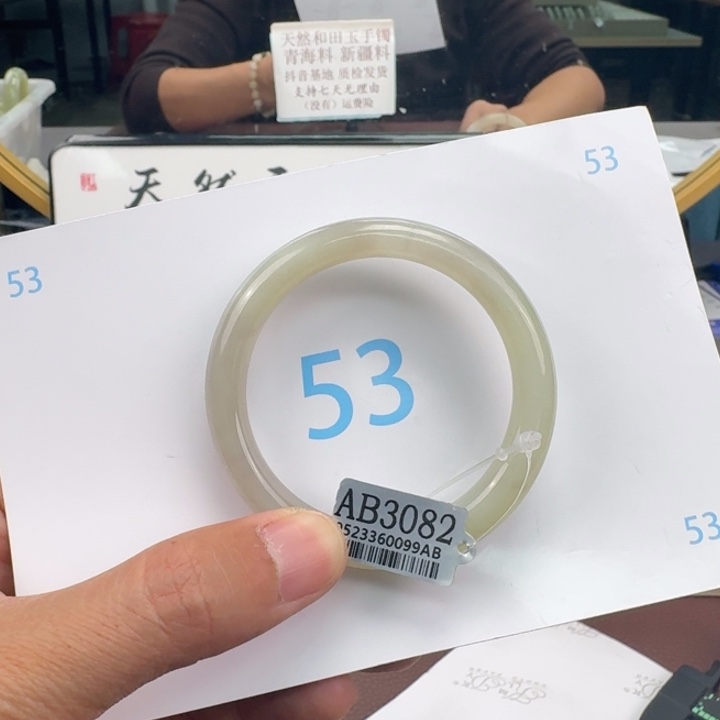 天然和田玉手镯
青海料 新疆料
抖音基地 质检发货
支持七天无理由
(没有)运费险
天然
53
53
53
AB3082
0523360099AB
53